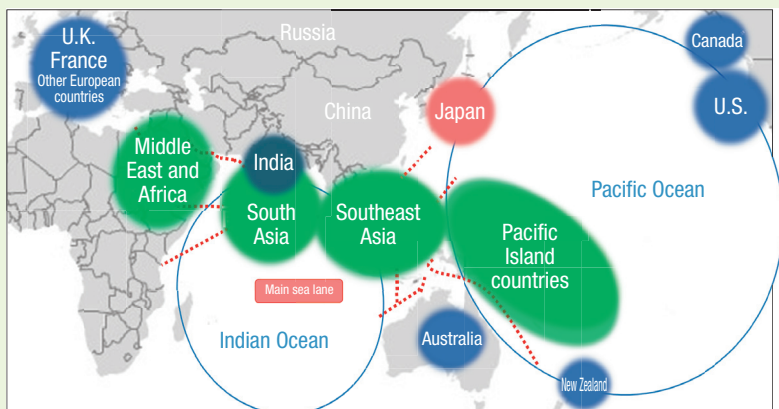 U.K.
France
Other European
countries
Russia
Canada
China
Japan
U.S.
Middle
East and
Africa
India
South
Asia
Southeast
Asia
Pacific Ocean
Pacific
Island
countries
Main sea lane
Indian Ocean
Australia
New Zealand